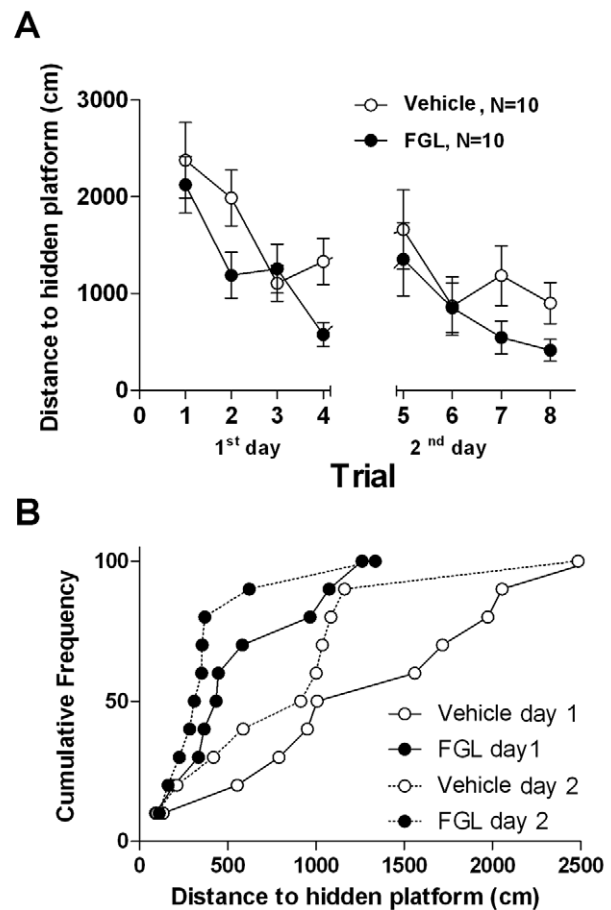 A
Distance to hidden platform (cm)
3000
2000
1000
0
Vehicle, N=10
FGL, N=10
0 1 2 3 4 5 6 7 8
1st day 2 nd day
Trial
B
Cumulative Frequency
100
50
0
Vehicle day 1
FGL day1
Vehicle day 2
FGL day 2
0 500 1000 1500 2000 2500
Distance to hidden platform (cm)